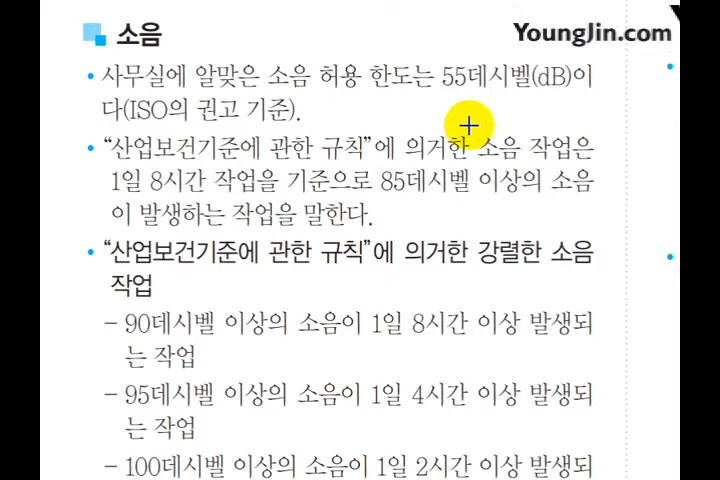 소음
YoungJin.com
• 사무실에 알맞은 소음 허용 한도는 55데시벨(dB)이
다(ISO의 권고 기준).
• “산업보건기준에 관한 규칙”에 의거한 소음 작업은
1일 8시간 작업을 기준으로 85데시벨 이상의 소음
이 발생하는 작업을 말한다.
• “산업보건기준에 관한 규칙”에 의거한 강렬한 소음
작업
– 90데시벨 이상의 소음이 1일 8시간 이상 발생되
는 작업
– 95데시벨 이상의 소음이 1일 4시간 이상 발생되
는 작업
– 100데시벨 이상의 소음이 1일 2시간 이상 발생되